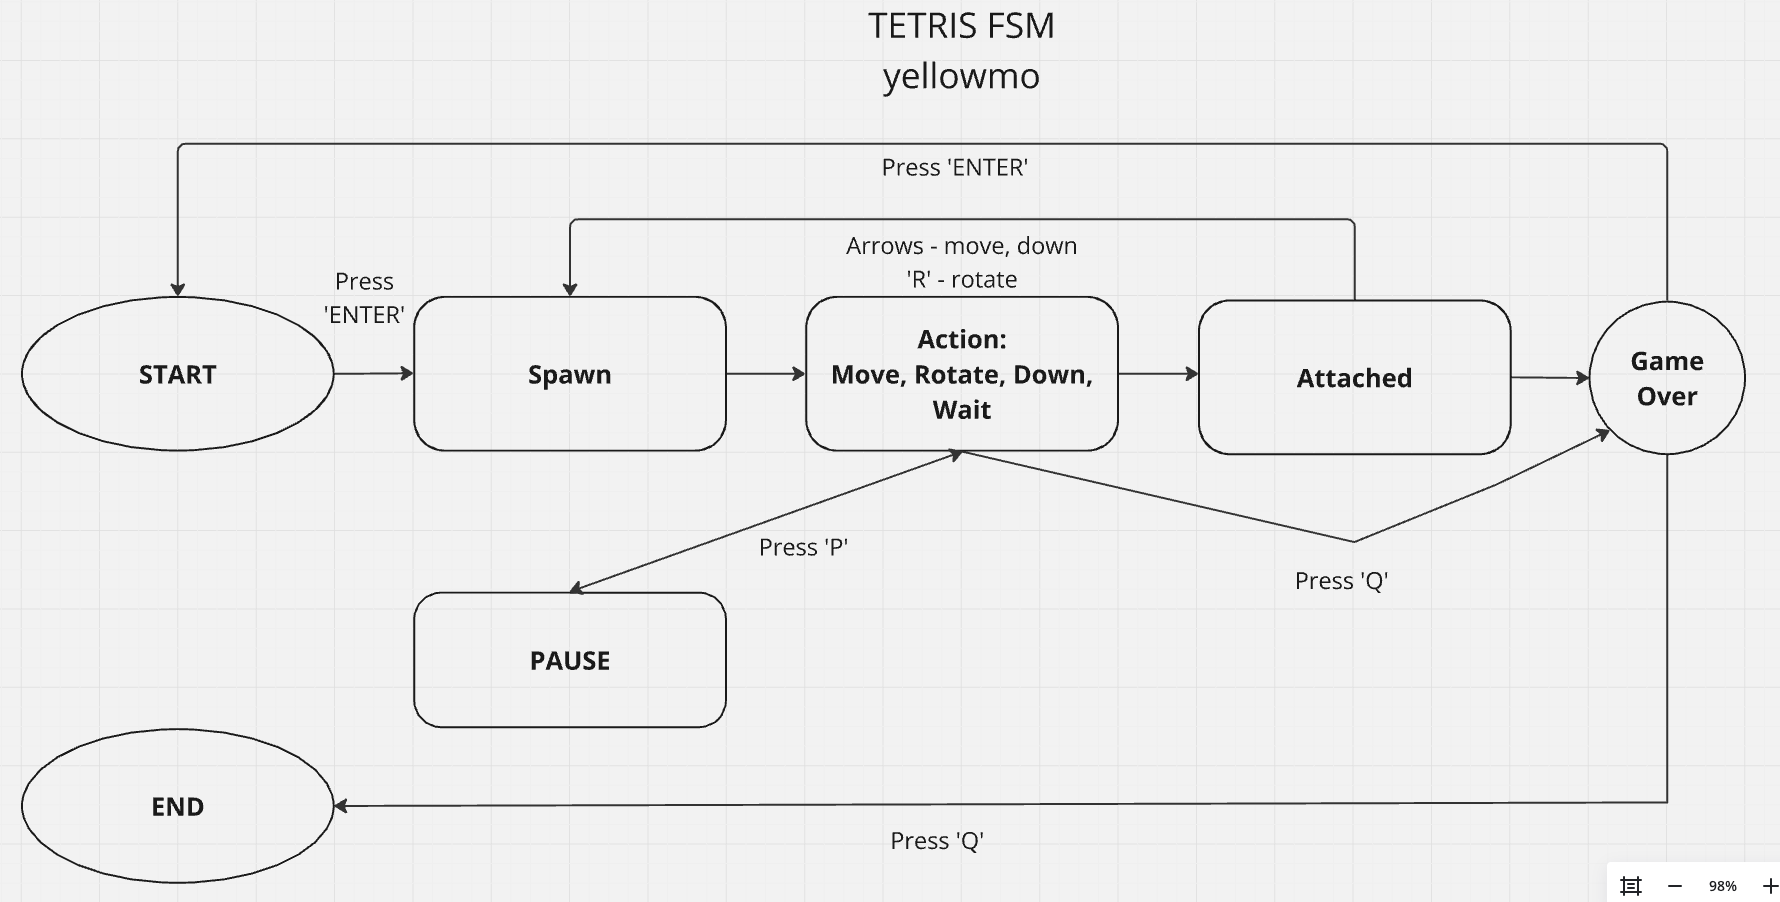 TETRIS FSM
yellowmo
Press 'ENTER'
Arrows - move, down
'R' - rotate
Press
'ENTER'
START
Spawn
Action:
Move, Rotate, Down,
Wait
Attached
Game
Over
Press 'P'
Press 'Q'
PAUSE
END
Press 'Q'
98%